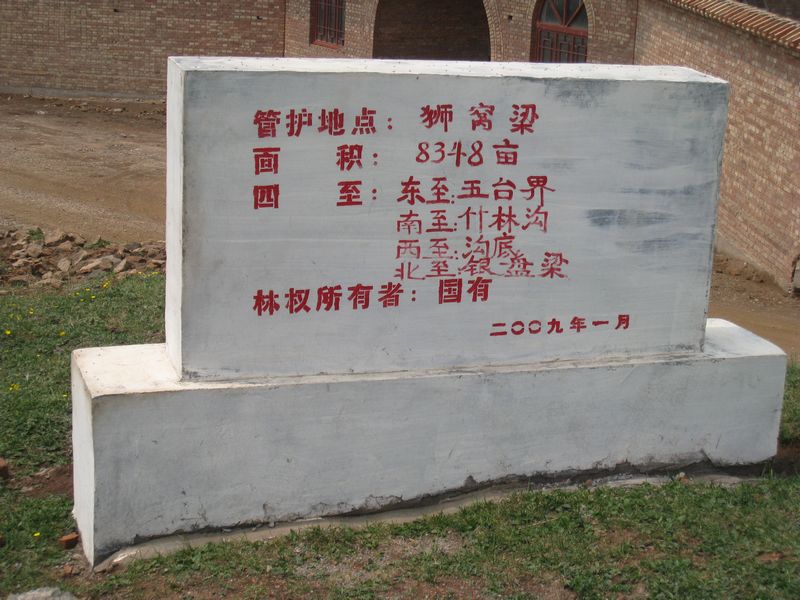 管护地点：狮窝梁
面积：8348亩
四至：东至：五台界
南至：什林沟
西至：沟底
北至：银盘梁
林权所有者：国有
二〇〇九年一月